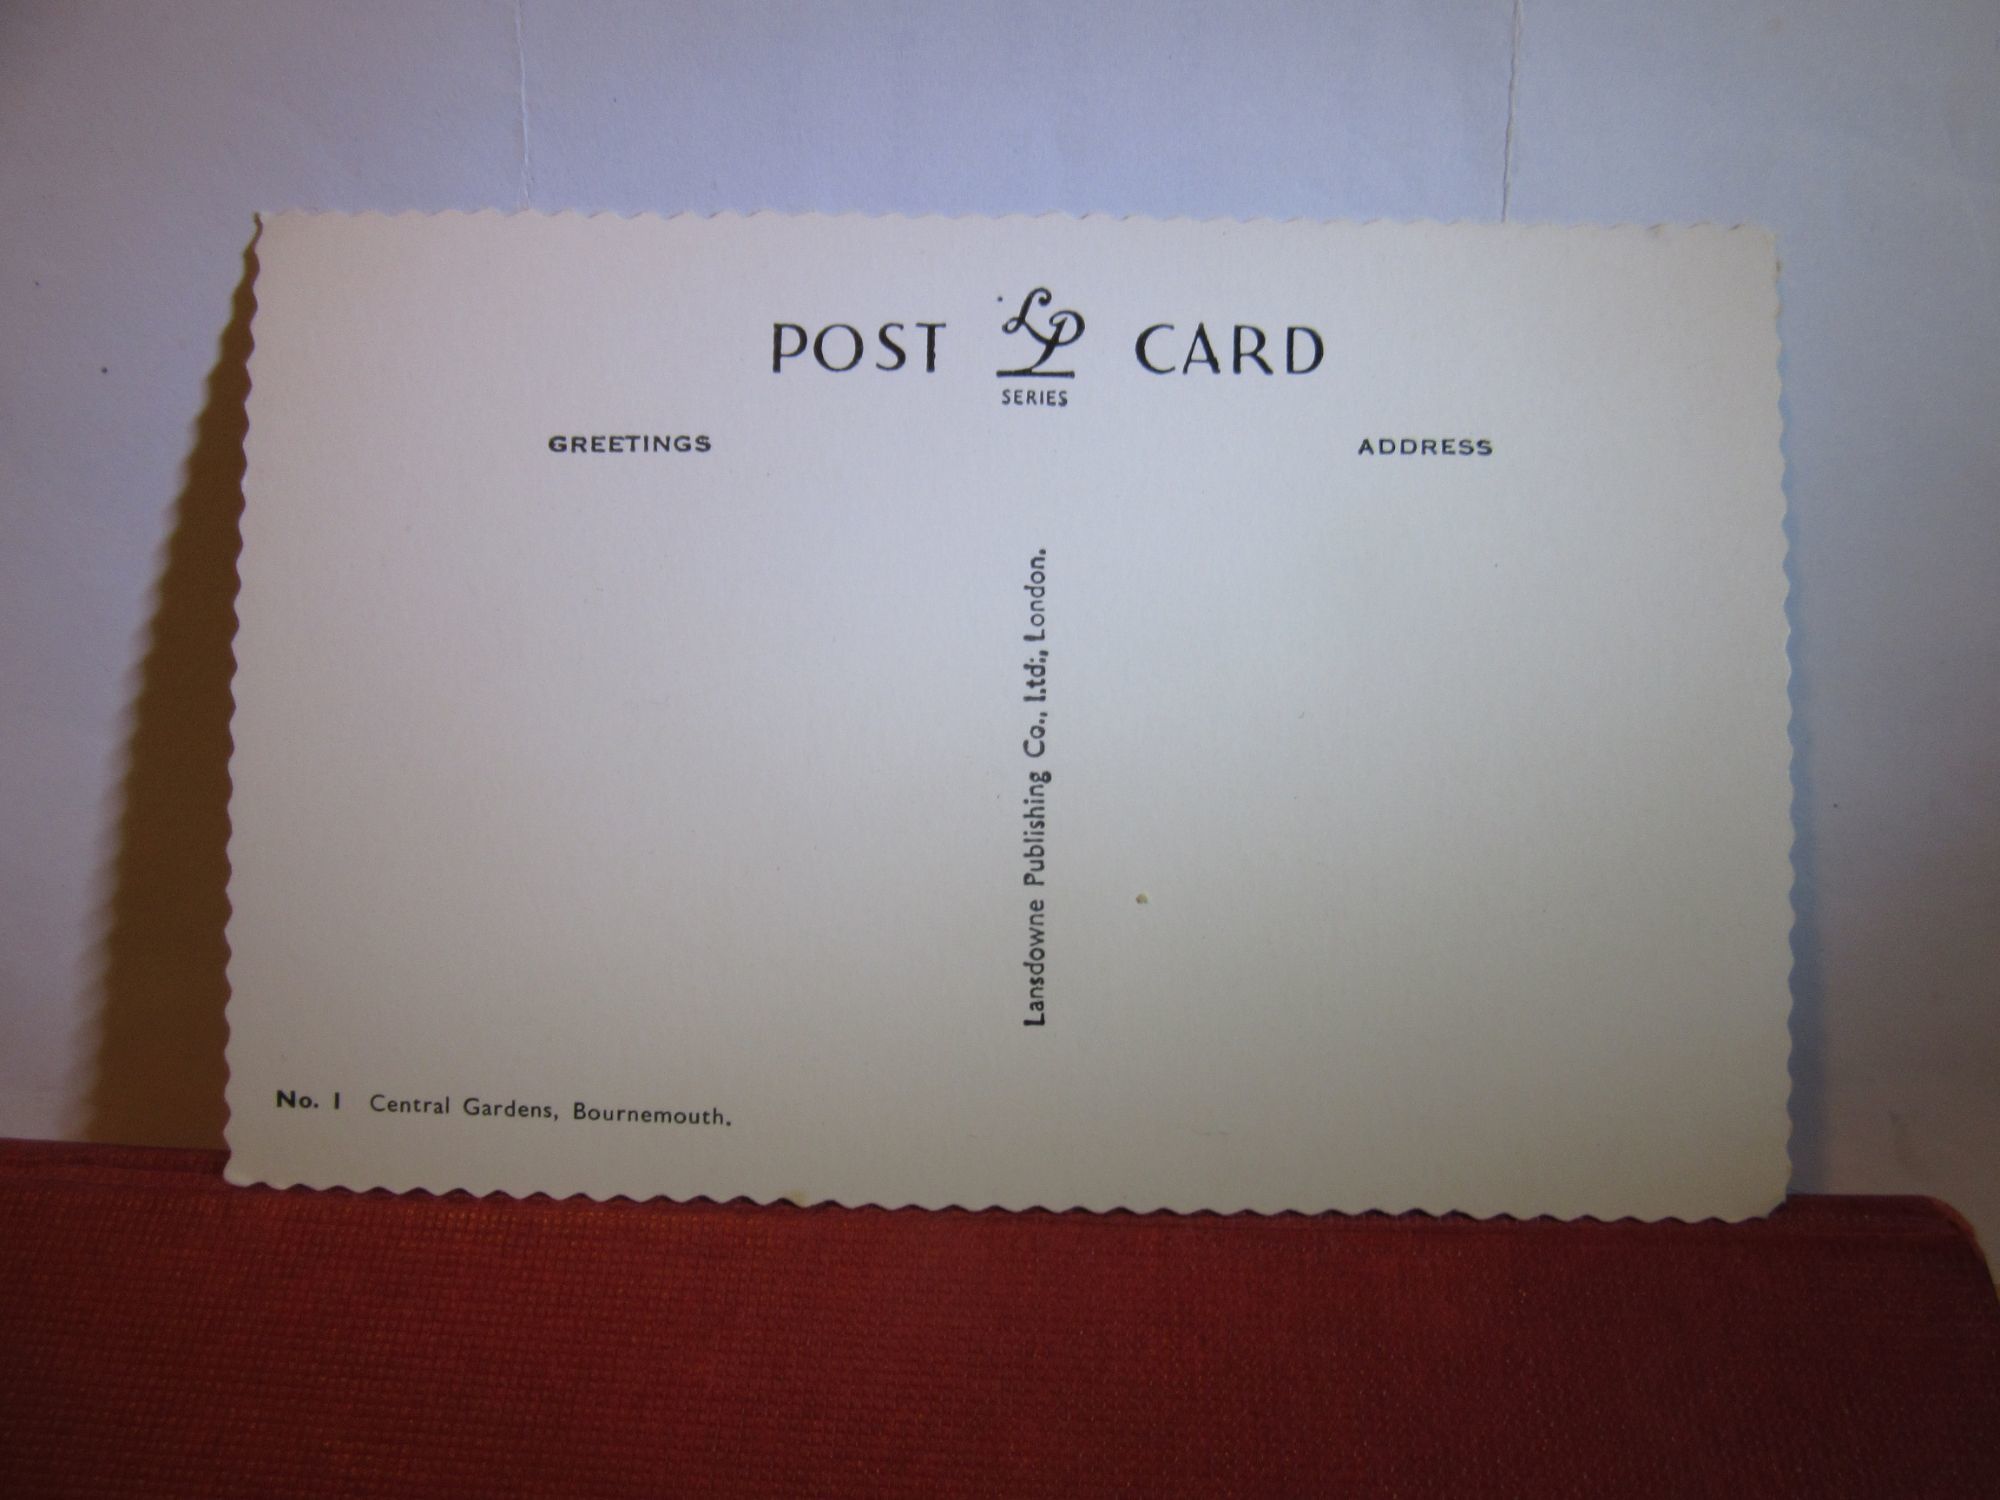 POST LP CARD
SERIES
GREETINGS ADDRESS
Lansdowne Publishing Co., Ltd., London.
No. 1 Central Gardens, Bournemouth.